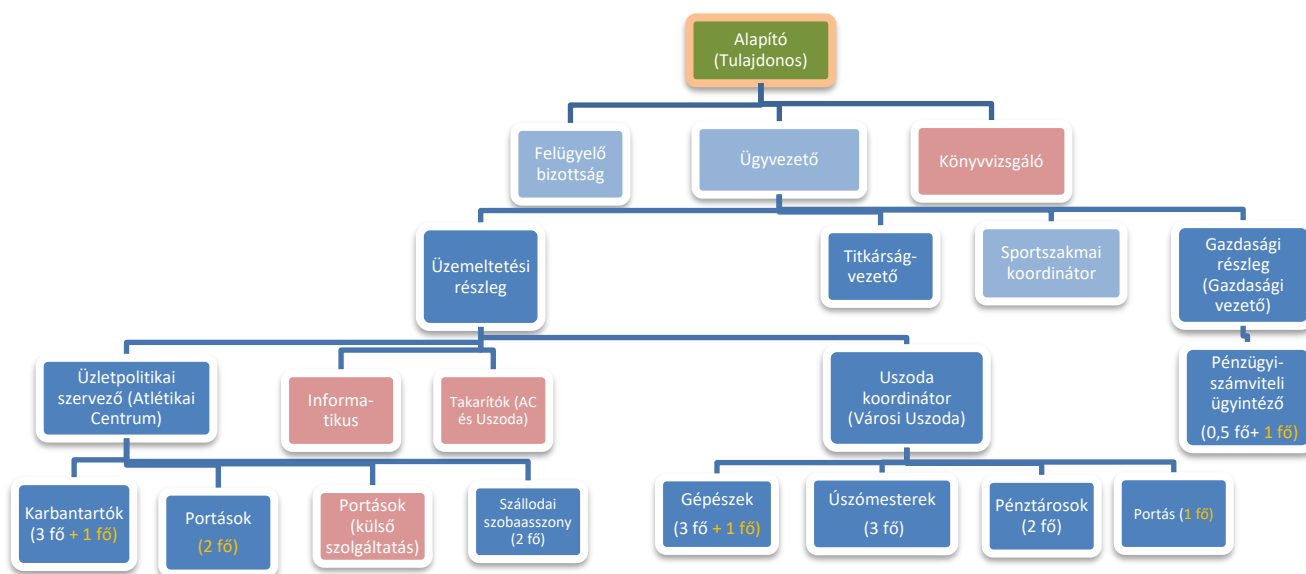 Alapító
(Tulajdonos)
Felügyelő
bizottság
Ügyvezető
Könyvvizsgáló
Üzemeltetési
részleg
Titkárság-
vezető
Sportszakmai
koordinátor
Gazdasági
részleg
(Gazdasági
vezető)
Üzletpolitikai
szervező (Atlétikai
Centrum)
Informa-
tikus
Takarítók (AC
és Uszoda)
Uszoda
koordinátor
(Városi Uszoda)
Pénzügyi-
számviteli
ügyintéző
(0,5 fő+ 1 fő)
Karbantartók
(3 fő + 1 fő)
Portások
(2 fő)
Portások
(külső
szolgáltatás)
Szállodai
szobaasszony
(2 fő)
Gépészek
(3 fő + 1 fő)
Úszómesterek
(3 fő)
Pénztárosok
(2 fő)
Portás (1 fő)